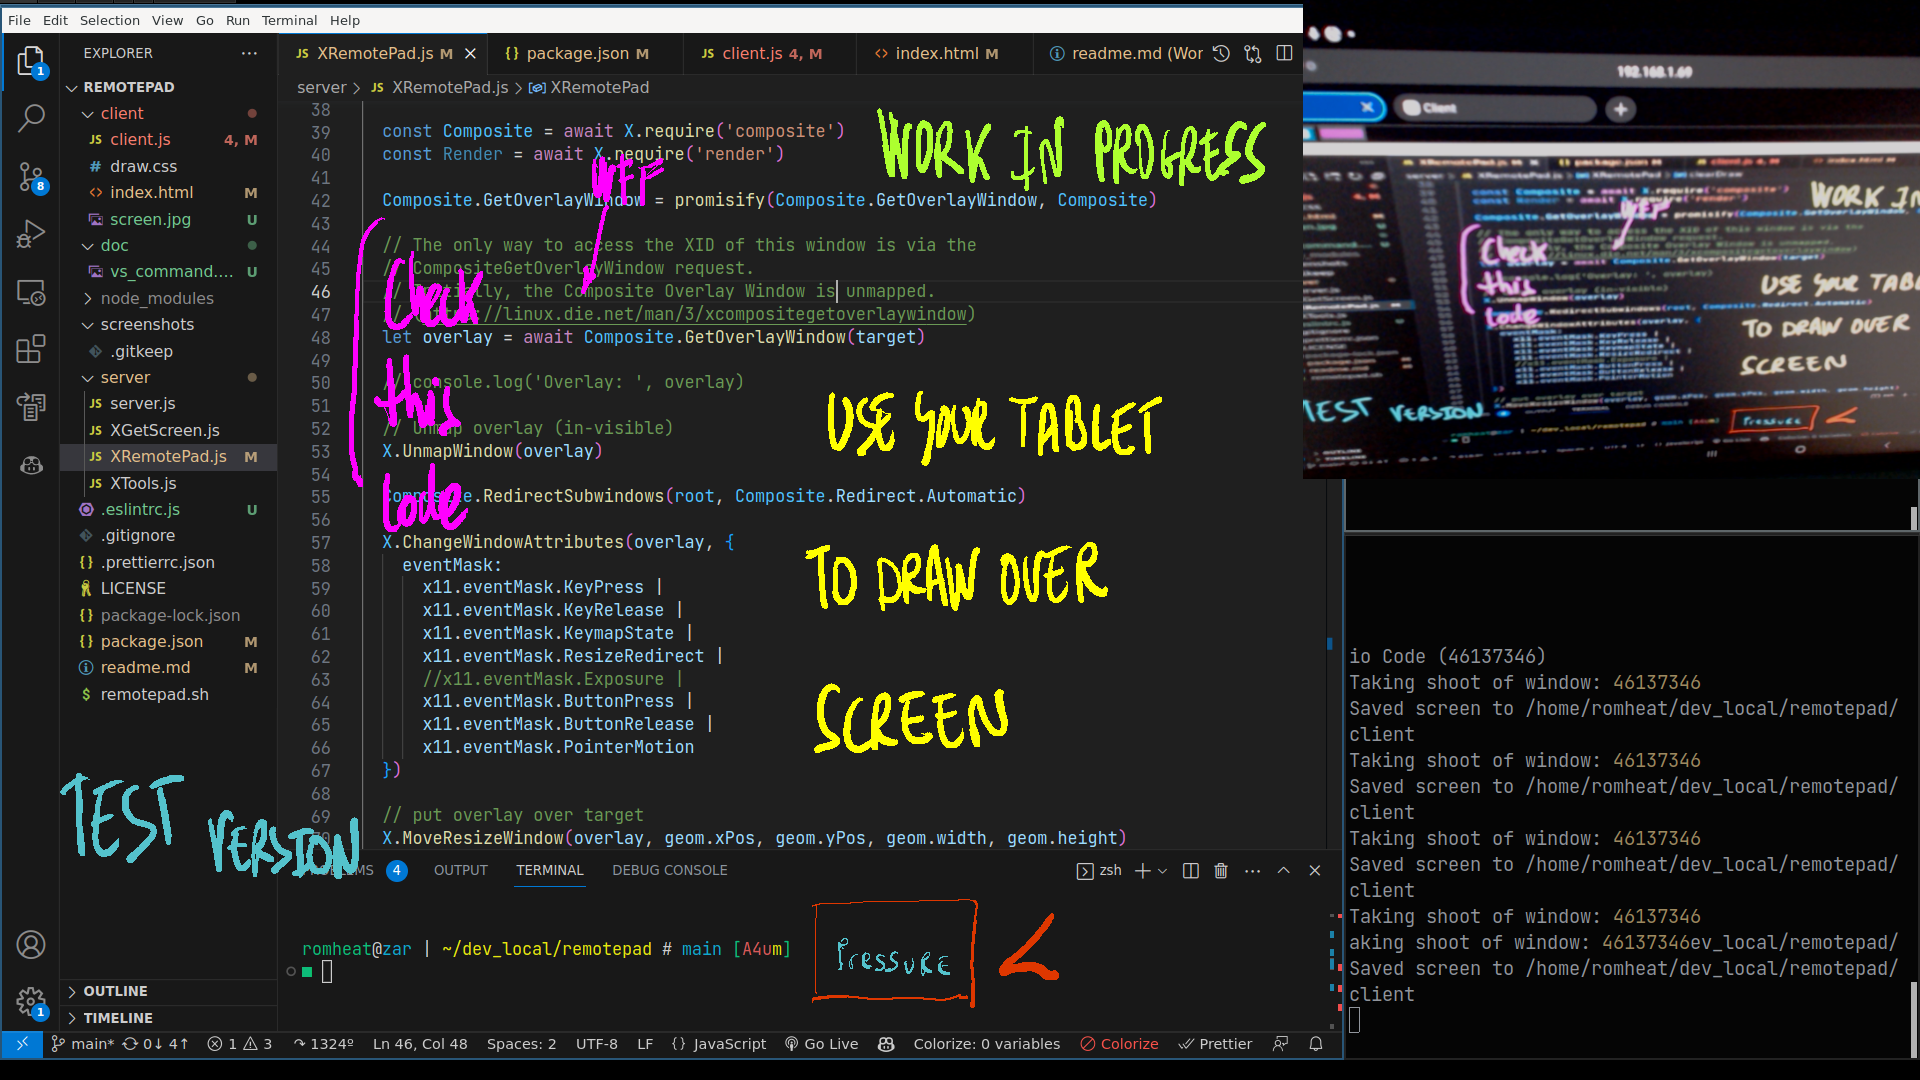 File Edit Selection View Go Run Terminal Help
EXPLORER
REMOTEPAD
client
client.js 4, M
draw.css
index.html M
screen.jpg U
doc
vs_command.... U
node_modules
screenshots
.gitkeep
server
server.js
XGetScreen.js
XRemotePad.js M
XTools.js
.eslintrc.js U
.gitignore
.prettierrc.json
LICENSE
package-lock.json
package.json M
readme.md M
remotepad.sh
OUTLINE
TIMELINE
XRemotePad.js M
package.json M
client.js 4, M
index.html M
readme.md (Wor
server > XRemotePad.js > XRemotePad
38
39 const Composite = await X.require('composite')
40 const Render = await X.require('render')
41
42 Composite.GetOverlayWindow = promisify(Composite.GetOverlayWindow, Composite)
43
44 // The only way to access the XID of this window is via the
45 // CompositeGetOverlayWindow request.
46 // Initially, the Composite Overlay Window is unmapped.
47 //linux.die.net/man/3/xcompositegetoverlaywindow)
48 let overlay = await Composite.GetOverlayWindow(target)
49
50 // console.log('Overlay: ', overlay)
51
52 // Unmap overlay (in-visible)
53 X.UnmapWindow(overlay)
54
55 Composite.RedirectSubwindows(root, Composite.Redirect.Automatic)
56
57 X.ChangeWindowAttributes(overlay, {
58 eventMask:
59 x11.eventMask.KeyPress |
60 x11.eventMask.KeyRelease |
61 x11.eventMask.KeymapState |
62 x11.eventMask.ResizeRedirect |
63 //x11.eventMask.Exposure |
64 x11.eventMask.ButtonPress |
65 x11.eventMask.ButtonRelease |
66 x11.eventMask.PointerMotion
67 })
68
69 // put overlay over target
X.MoveResizeWindow(overlay, geom.xPos, geom.yPos, geom.width, geom.height)
WORK IN PROGRESS
WTF
Check
this
Code
USE YOUR TABLET
TO DRAW OVER
SCREEN
TEST VERSION
PROBLEMS 4 OUTPUT TERMINAL DEBUG CONSOLE
zsh
romheat@zar | ~/dev_local/remotepad # main [A4um]
Pressure
main* 0↓ 4↑ 1 3 1324º Ln 46, Col 48 Spaces: 2 UTF-8 LF {} JavaScript Go Live Colorize: 0 variables Colorize Prettier
192.168.1.69
Client
WORK IN
Check
this
Code
USE YOUR TABLE
TO DRAW OVER
SCREEN
TEST VERSION
Pressure
io Code (46137346)
Taking shoot of window: 46137346
Saved screen to /home/romheat/dev_local/remotepad/
client
Taking shoot of window: 46137346
Saved screen to /home/romheat/dev_local/remotepad/
client
Taking shoot of window: 46137346
Saved screen to /home/romheat/dev_local/remotepad/
client
Taking shoot of window: 46137346
aking shoot of window: 46137346ev_local/remotepad/
Saved screen to /home/romheat/dev_local/remotepad/
client